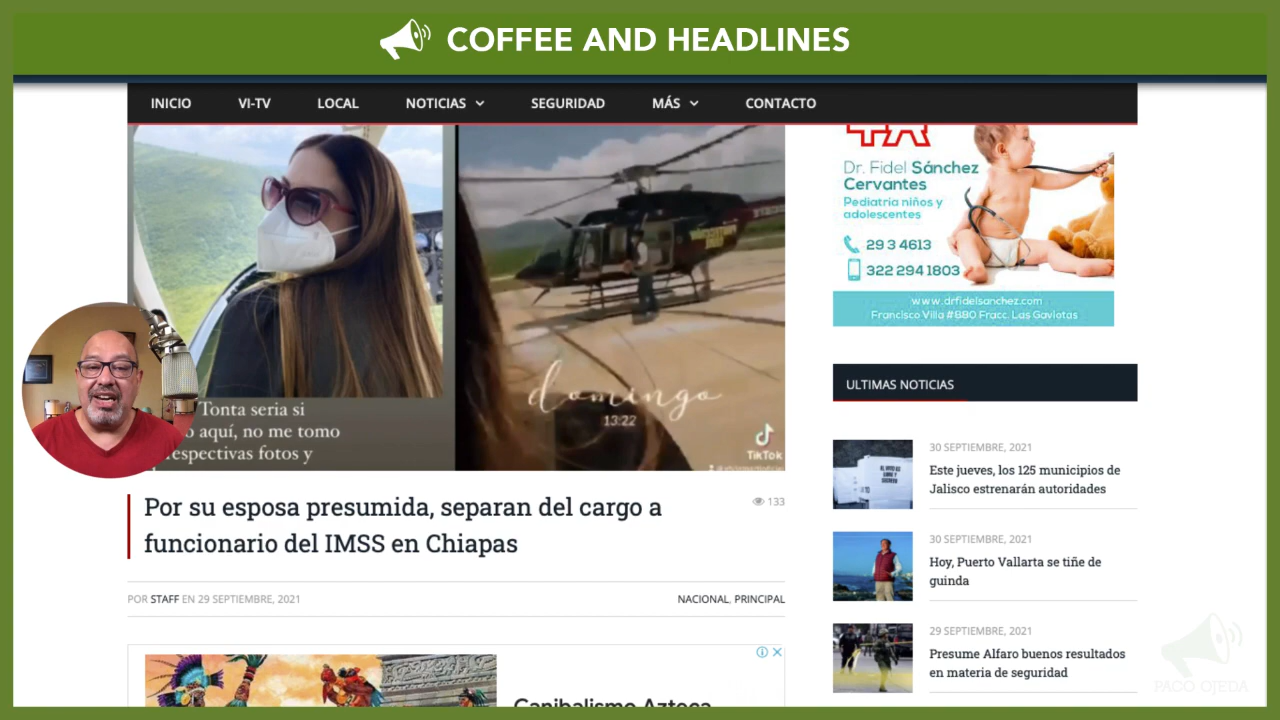 COFFEE AND HEADLINES
INICIO VI-TV LOCAL NOTICIAS SEGURIDAD MÁS CONTACTO
Tonta seria si
aquí, no me tomo
respectivas fotos y
domingo
13:22
TikTok
Dr. Fidel Sánchez
Cervantes
Pediatría niños y
adolescentes
29 3 4613
322 294 1803
www.drfidelsanchez.com
Francisco Villa #880 Fracc. Las Gaviotas
Por su esposa presumida, separan del cargo a
funcionario del IMSS en Chiapas
133
POR STAFF EN 29 SEPTIEMBRE, 2021
NACIONAL, PRINCIPAL
Canibalismo Azteca
ULTIMAS NOTICIAS
30 SEPTIEMBRE, 2021
Este jueves, los 125 municipios de
Jalisco estrenarán autoridades
30 SEPTIEMBRE, 2021
Hoy, Puerto Vallarta se tiñe de
guinda
29 SEPTIEMBRE, 2021
Presume Alfaro buenos resultados
en materia de seguridad
PACO OJEDA